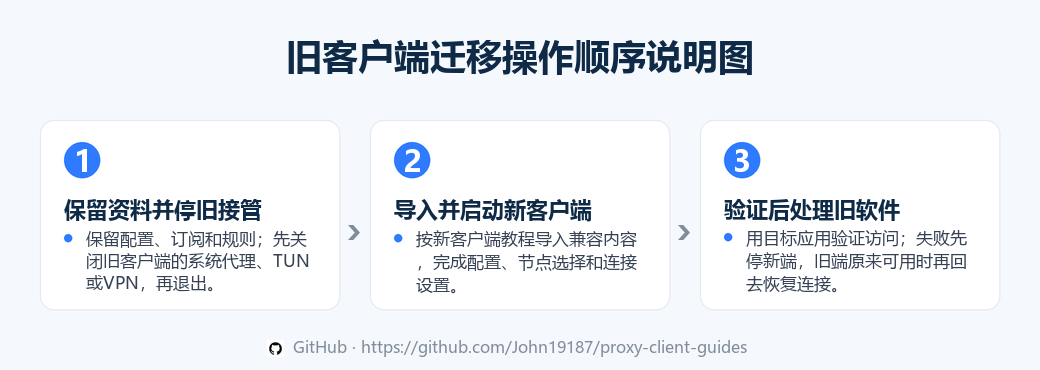 旧客户端迁移操作顺序说明图
1
保留资料并停旧接管
保留配置、订阅和规则；先关
闭旧客户端的系统代理、TUN
或VPN，再退出。
2
导入并启动新客户端
按新客户端教程导入兼容内容
，完成配置、节点选择和连接
设置。
3
验证后处理旧软件
用目标应用验证访问；失败先
停新端，旧端原来可用时再回
去恢复连接。
GitHub · https://github.com/John19187/proxy-client-guides